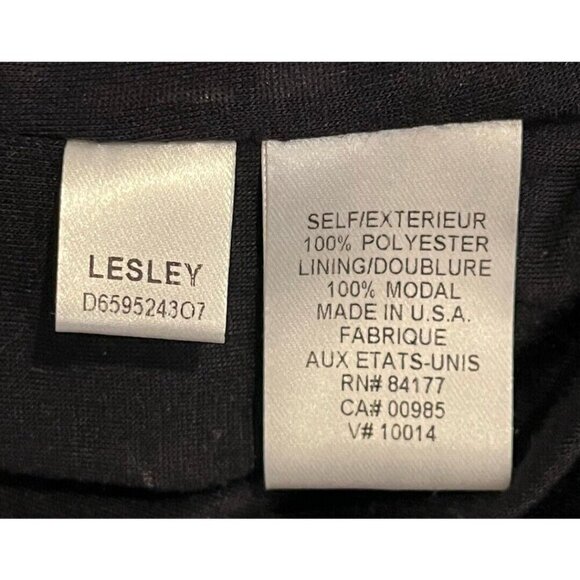 LESLEY
D659524307
SELF/EXTERIEUR
100% POLYESTER
LINING/DOUBLURE
100% MODAL
MADE IN U.S.A.
FABRIQUE
AUX ETATS-UNIS
RN# 84177
CA# 00985
V# 10014